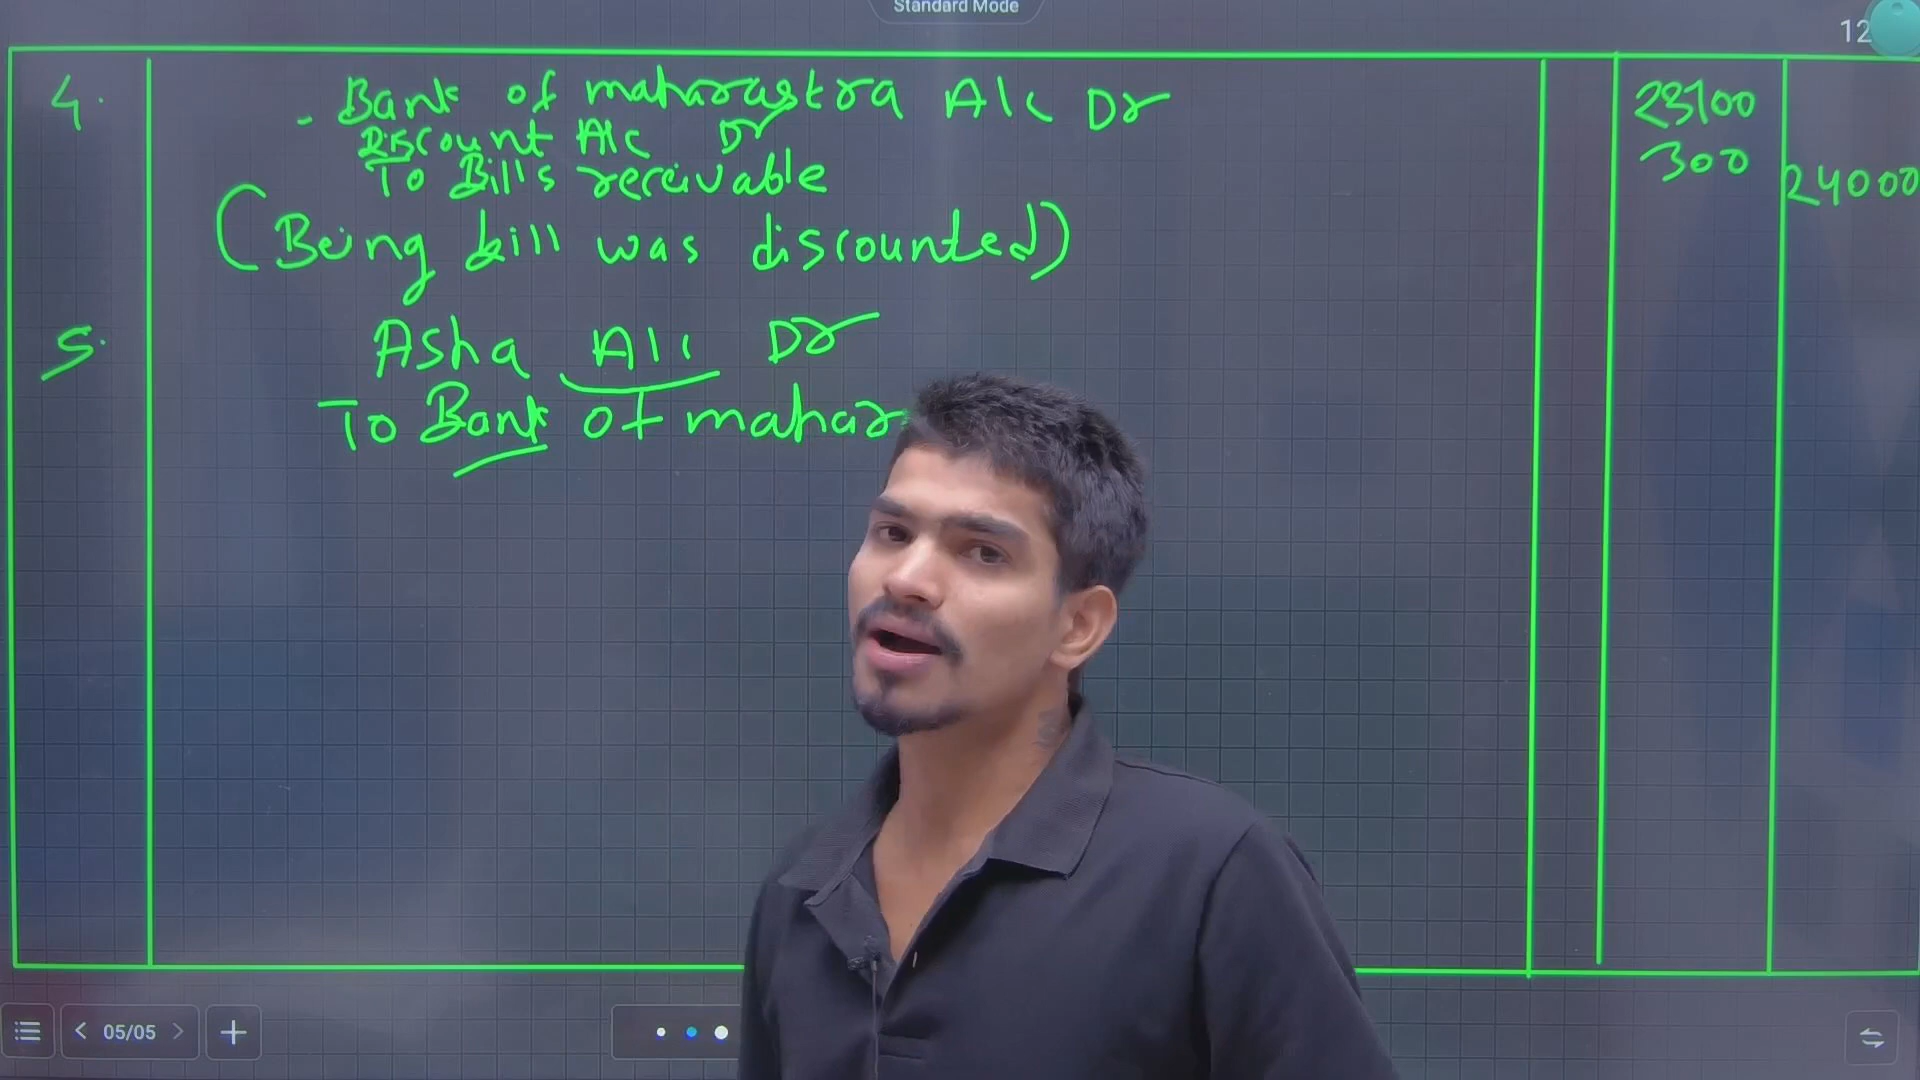 Standard Mode
12
4.
- Bank of maharastra A/c Dr 23700
Discount A/c Dr 300
To Bills receivable 24000
(Being bill was discounted)
5. Asha A/c Dr
To Bank of mahar
05/05